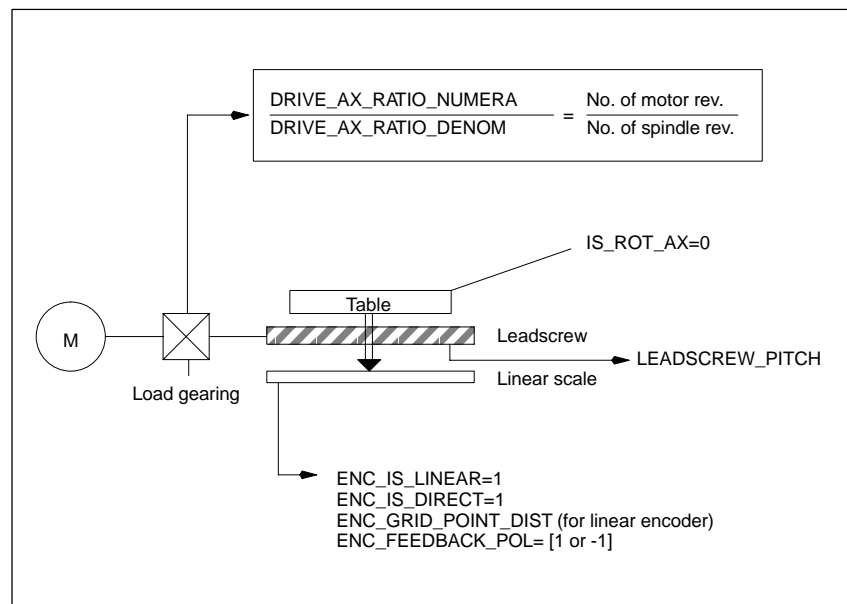 DRIVE_AX_RATIO_NUMERA
DRIVE_AX_RATIO_DENOM
=
No. of motor rev.
No. of spindle rev.
IS_ROT_AX=0
Table
M
Leadscrew
LEADSCREW_PITCH
Load gearing
Linear scale
ENC_IS_LINEAR=1
ENC_IS_DIRECT=1
ENC_GRID_POINT_DIST (for linear encoder)
ENC_FEEDBACK_POL= [1 or -1]